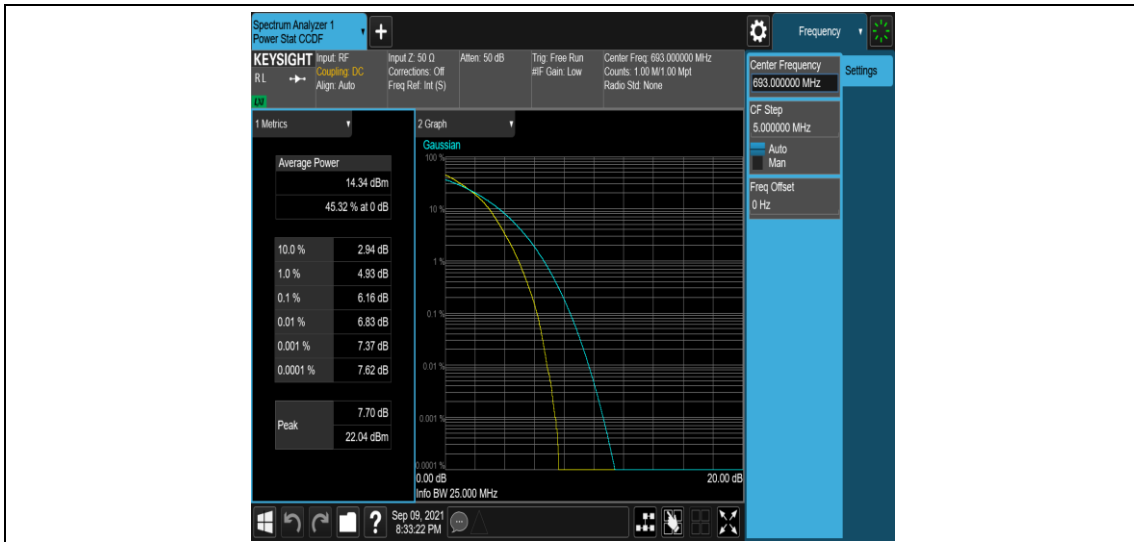 Spectrum Analyzer 1
Power Stat CCDF
Frequency
KEYSIGHT
RL
LXI
Input: RF
Coupling: DC
Align: Auto
Input Z: 50 Ω
Corrections: Off
Freq Ref: Int (S)
Atten: 50 dB
Trig: Free Run
#IF Gain: Low
Center Freq: 693.000000 MHz
Counts: 1.00 M/1.00 Mpt
Radio Std: None
Center Frequency
693.000000 MHz
Settings
CF Step
5.000000 MHz
Auto
Man
Freq Offset
0 Hz
1 Metrics
Average Power
14.34 dBm
45.32 % at 0 dB
10.0 % 2.94 dB
1.0 % 4.93 dB
0.1 % 6.16 dB
0.01 % 6.83 dB
0.001 % 7.37 dB
0.0001 % 7.62 dB
Peak
7.70 dB
22.04 dBm
2 Graph
Gaussian
100 %
10 %
1 %
0.1 %
0.01 %
0.001 %
0.0001 %
0.00 dB
20.00 dB
Info BW 25.000 MHz
?
Sep 09, 2021
8:33:22 PM